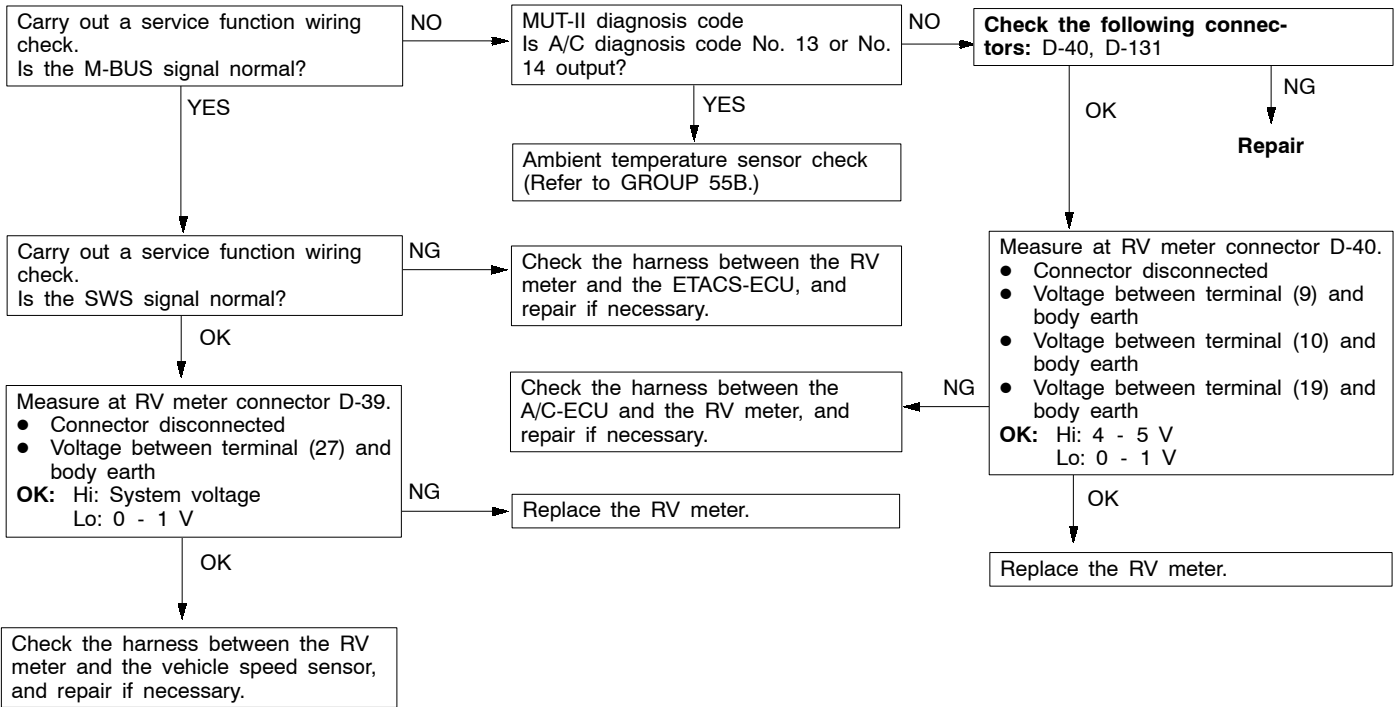 Carry out a service function wiring
check.
Is the M-BUS signal normal?
NO
MUT-II diagnosis code
Is A/C diagnosis code No. 13 or No.
14 output?
NO
Check the following connec-
tors: D-40, D-131
YES
YES
OK
NG
Repair
Ambient temperature sensor check
(Refer to GROUP 55B.)
Carry out a service function wiring
check.
Is the SWS signal normal?
NG
Check the harness between the RV
meter and the ETACS-ECU, and
repair if necessary.
Measure at RV meter connector D-40.
● Connector disconnected
● Voltage between terminal (9) and
body earth
● Voltage between terminal (10) and
body earth
● Voltage between terminal (19) and
body earth
OK: Hi: 4 - 5 V
Lo: 0 - 1 V
OK
NG
Check the harness between the
A/C-ECU and the RV meter, and
repair if necessary.
Measure at RV meter connector D-39.
● Connector disconnected
● Voltage between terminal (27) and
body earth
OK: Hi: System voltage
Lo: 0 - 1 V
NG
Replace the RV meter.
OK
Replace the RV meter.
OK
Check the harness between the RV
meter and the vehicle speed sensor,
and repair if necessary.